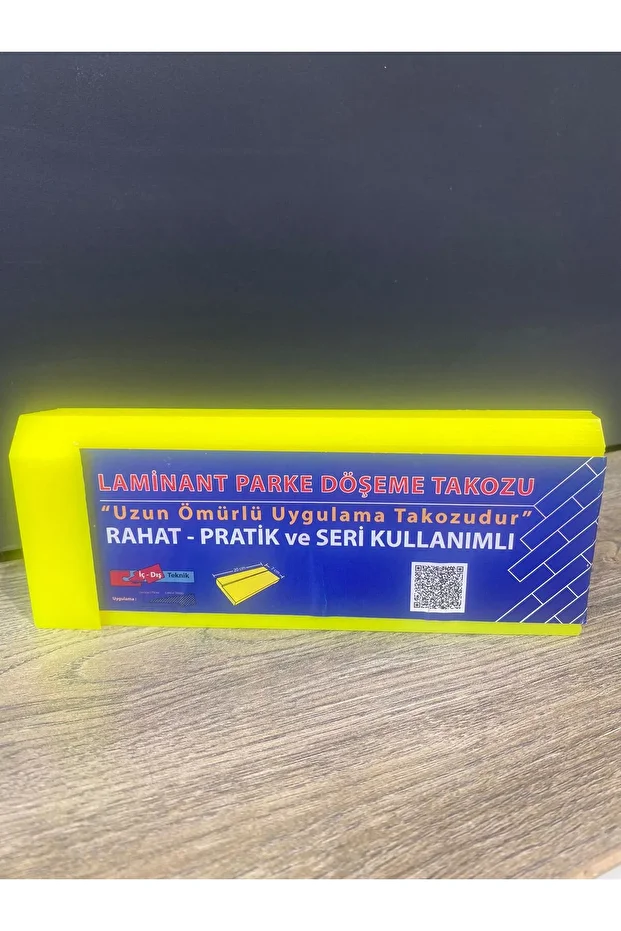 LAMİNANT PARKE DÖŞEME TAKOZU
“Uzun Ömürlü Uygulama Takozudur”
RAHAT - PRATİK ve SERİ KULLANIMLI
İç - Dış Teknik
Uygulama :